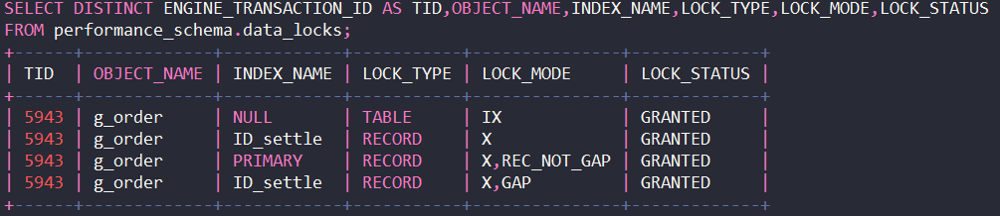 SELECT DISTINCT ENGINE_TRANSACTION_ID AS TID,OBJECT_NAME,INDEX_NAME,LOCK_TYPE,LOCK_MODE,LOCK_STATUS
FROM performance_schema.data_locks;
+------+-------------+------------+-----------+---------------+-------------+
| TID  | OBJECT_NAME | INDEX_NAME | LOCK_TYPE | LOCK_MODE     | LOCK_STATUS |
+------+-------------+------------+-----------+---------------+-------------+
| 5943 | g_order     | NULL       | TABLE     | IX            | GRANTED     |
| 5943 | g_order     | ID_settle  | RECORD    | X             | GRANTED     |
| 5943 | g_order     | PRIMARY    | RECORD    | X,REC_NOT_GAP | GRANTED     |
| 5943 | g_order     | ID_settle  | RECORD    | X,GAP         | GRANTED     |
+------+-------------+------------+-----------+---------------+-------------+